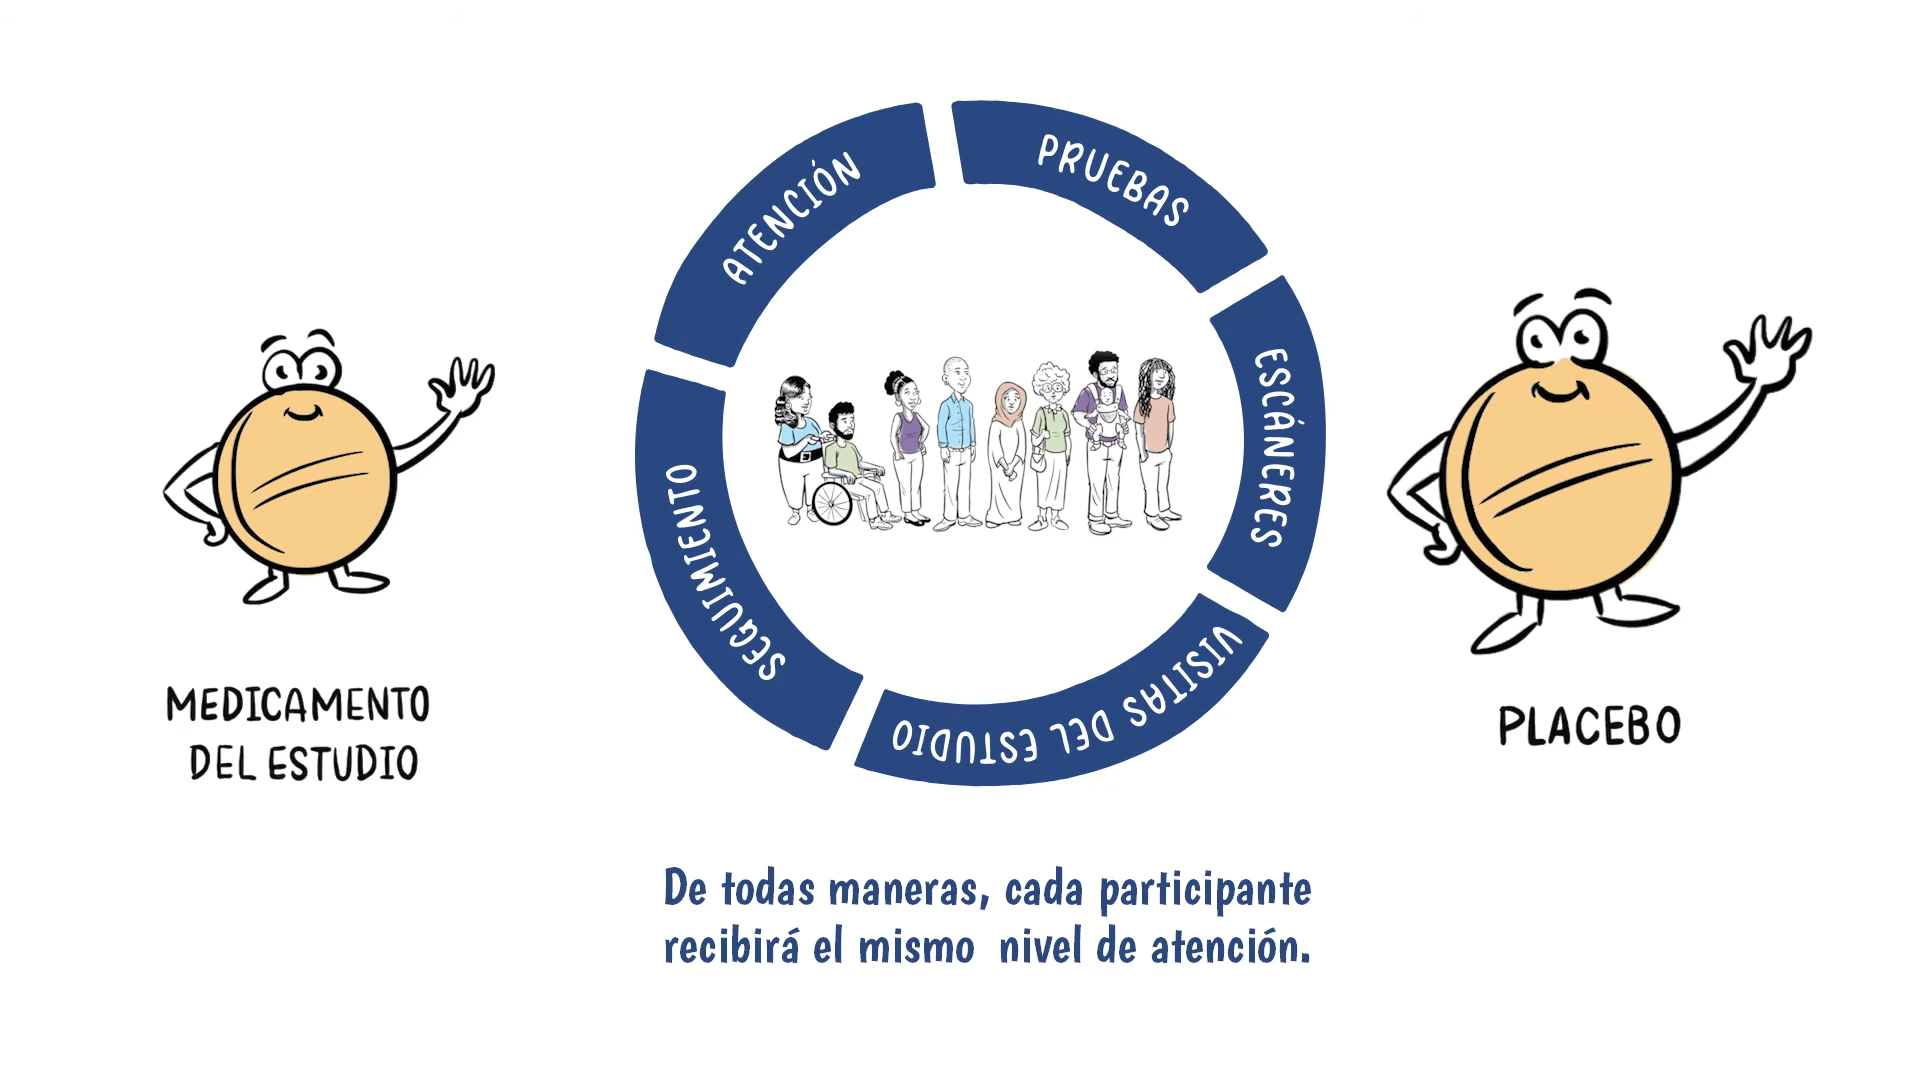 ATENCIÓN
PRUEBAS
ESCÁNERES
VISITAS DEL ESTUDIO
SEGUIMIENTO
MEDICAMENTO
DEL ESTUDIO
PLACEBO
De todas maneras, cada participante
recibirá el mismo nivel de atención.